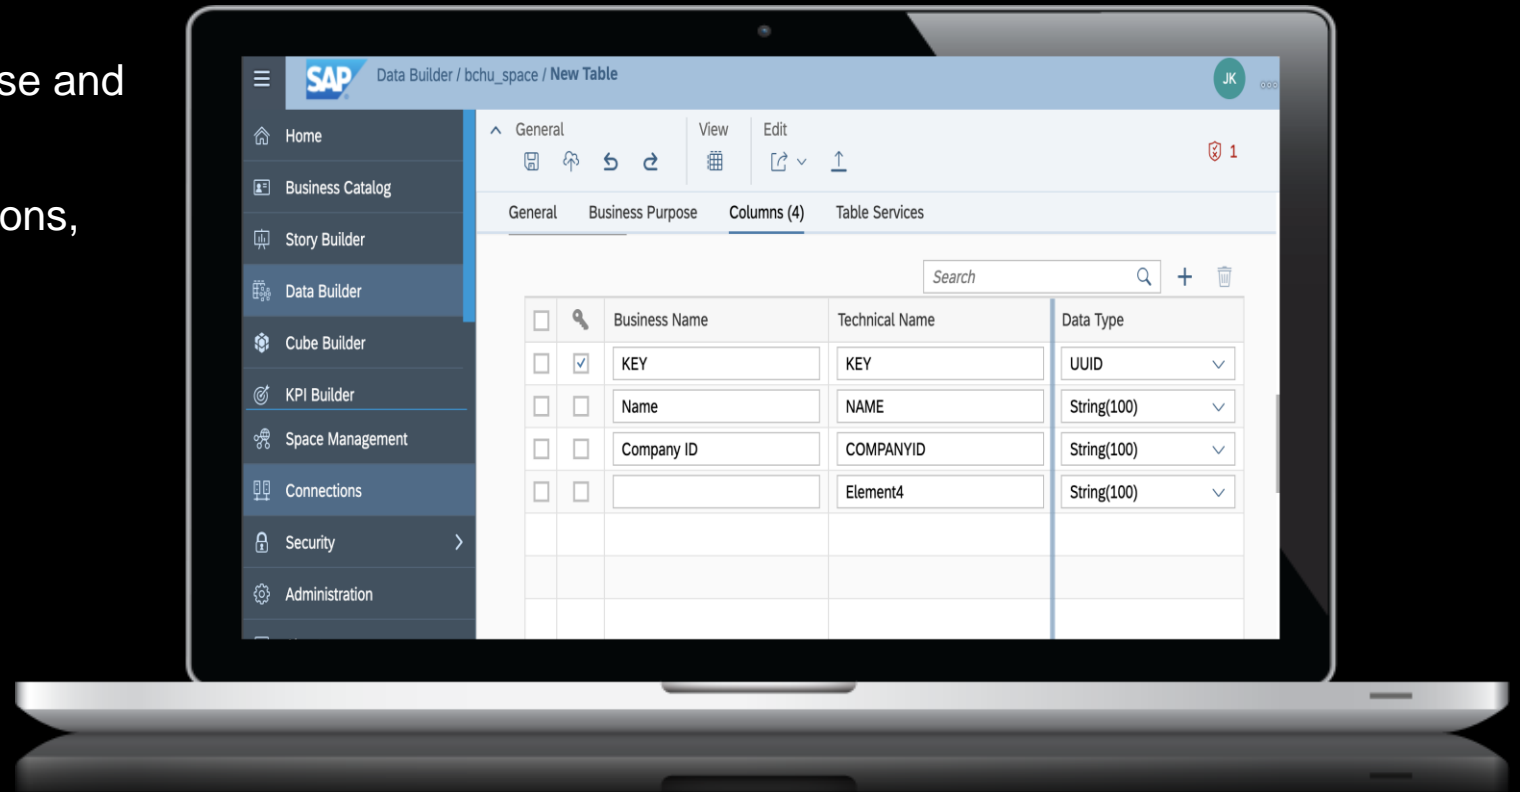 se and
ons,
SAP
Data Builder / bchu_space / New Table
JK
Home
Business Catalog
Story Builder
Data Builder
Cube Builder
KPI Builder
Space Management
Connections
Security
Administration
General
View
Edit
1
General Business Purpose Columns (4) Table Services
Search
Business Name Technical Name Data Type
KEY KEY UUID
Name NAME String(100)
Company ID COMPANYID String(100)
Element4 String(100)